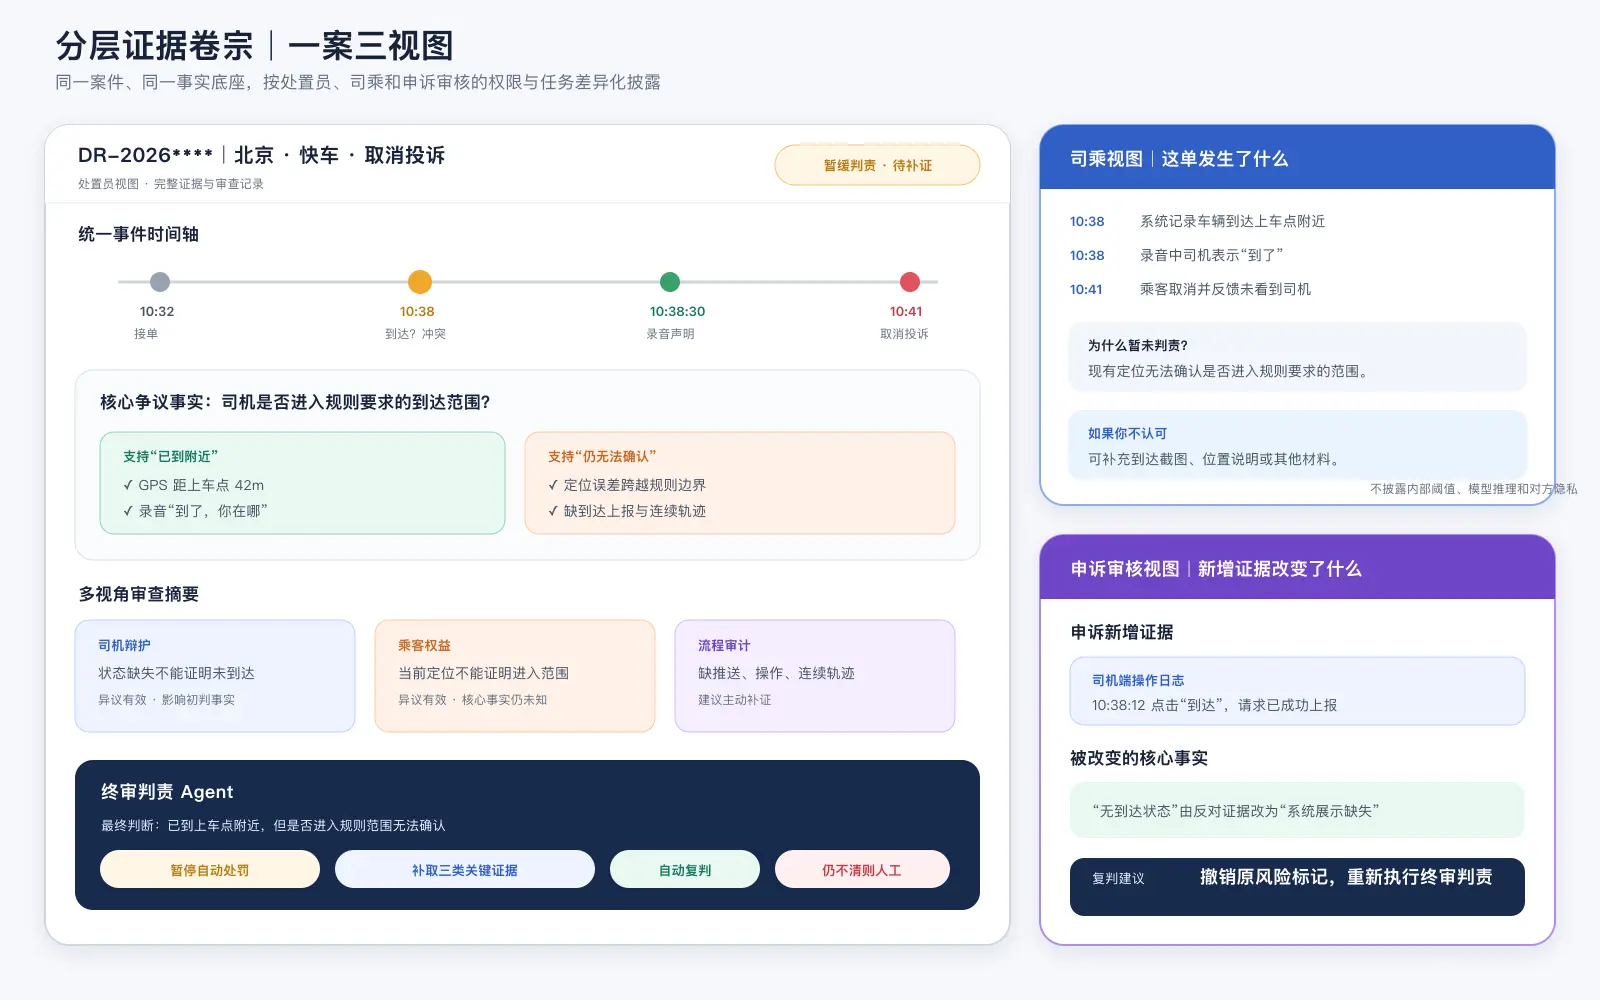 分层证据卷宗｜一案三视图
同一案件、同一事实底座，按处置员、司乘和申诉审核的权限与任务差异化披露
DR-2026****｜北京 · 快车 · 取消投诉
处置员视图 · 完整证据与审查记录
暂缓判责 · 待补证
统一事件时间轴
10:32
接单
10:38
到达？冲突
10:38:30
录音声明
10:41
取消投诉
核心争议事实：司机是否进入规则要求的到达范围？
支持“已到附近”
✓ GPS 距上车点 42m
✓ 录音“到了，你在哪”
支持“仍无法确认”
✓ 定位误差跨越规则边界
✓ 缺到达上报与连续轨迹
多视角审查摘要
司机辩护
状态缺失不能证明未到达
异议有效 · 影响初判事实
乘客权益
当前定位不能证明进入范围
异议有效 · 核心事实仍未知
流程审计
缺推送、操作、连续轨迹
建议主动补证
终审判责 Agent
最终判断：已到上车点附近，但是否进入规则范围无法确认
暂停自动处罚
补取三类关键证据
自动复判
仍不清则人工
司乘视图｜这单发生了什么
10:38 系统记录车辆到达上车点附近
10:38 录音中司机表示“到了”
10:41 乘客取消并反馈未看到司机
为什么暂未判责？
现有定位无法确认是否进入规则要求的范围。
如果你不认可
可补充到达截图、位置说明或其他材料。
不披露内部阈值、模型推理和对方隐私
申诉审核视图｜新增证据改变了什么
申诉新增证据
司机端操作日志
10:38:12 点击“到达”，请求已成功上报
被改变的核心事实
“无到达状态”由反对证据改为“系统展示缺失”
复判建议 撤销原风险标记，重新执行终审判责